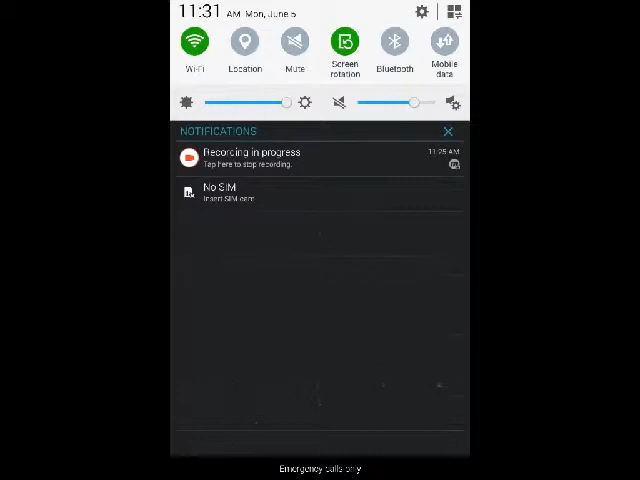 11:31 AM Mon, June 5
Wi-Fi
Location
Mute
Screen rotation
Bluetooth
Mobile data
NOTIFICATIONS
Recording in progress
11:25 AM
Tap here to stop recording.
No SIM
Insert SIM card
Emergency calls only